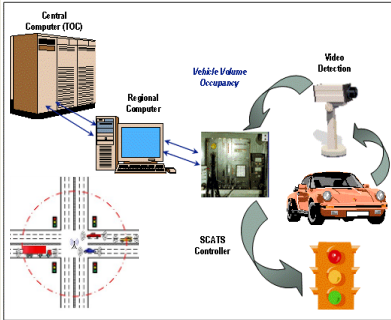 Central
Computer (TOC)
Regional
Computer
Vehicle Volume
Occupancy
Video
Detection
SCATS
Controller